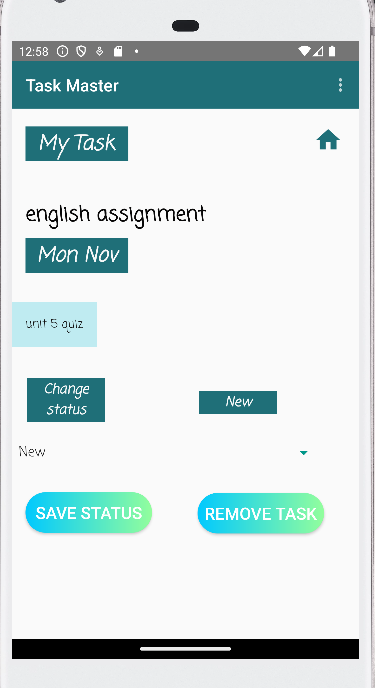 12:58
Task Master
My Task
english assignment
Mon Nov
unit 5 quiz
Change
status
New
New
SAVE STATUS
REMOVE TASK